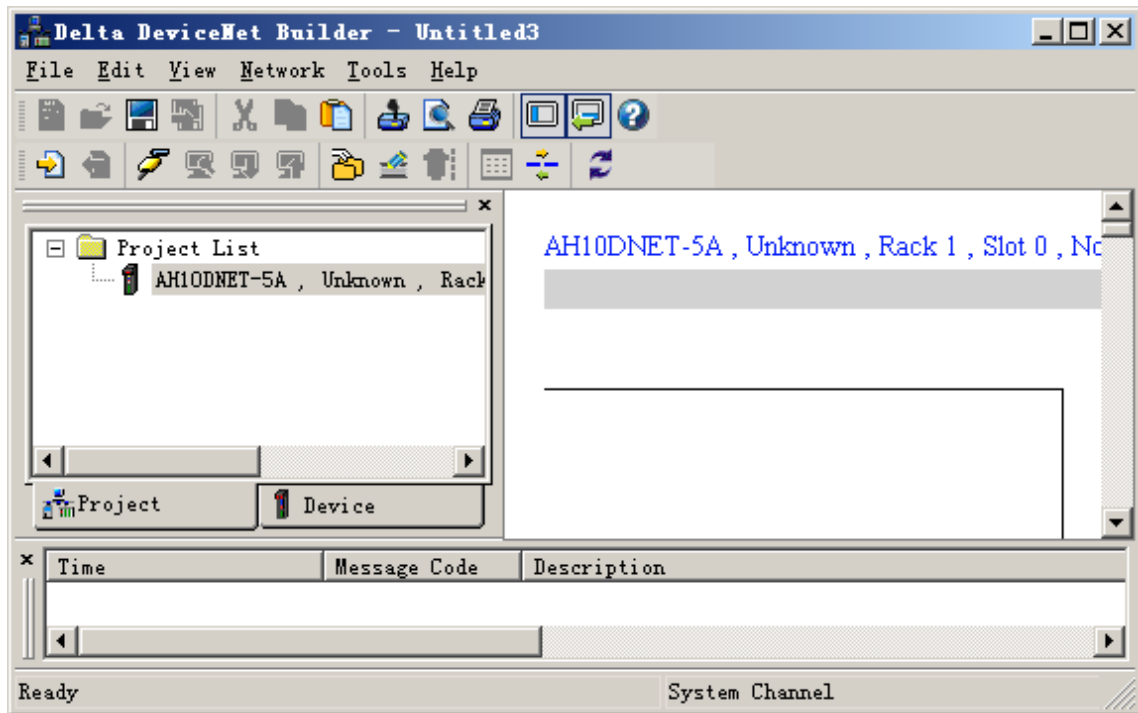 Delta DeviceNet Builder - Untitled3
File Edit View Network Tools Help
Project List
AH10DNET-5A , Unknown , Rack
Project
Device
AH10DNET-5A , Unknown , Rack 1 , Slot 0 , No
Time Message Code Description
Ready System Channel